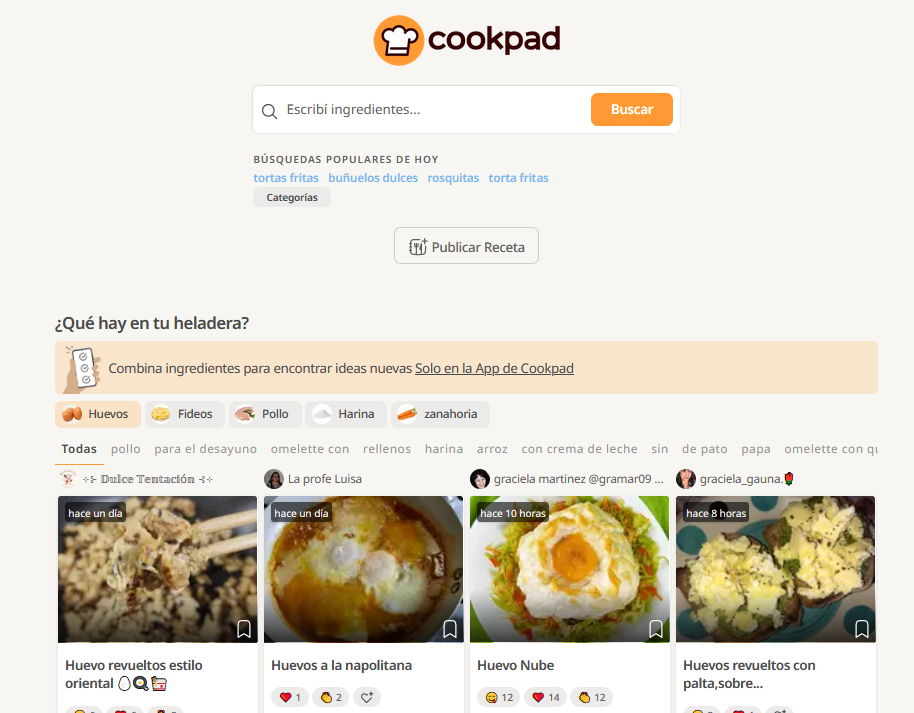 cookpad
Escribí ingredientes...
Buscar
BÚSQUEDAS POPULARES DE HOY
tortas fritas buñuelos dulces rosquitas torta fritas
Categorías
Publicar Receta
¿Qué hay en tu heladera?
Combina ingredientes para encontrar ideas nuevas Solo en la App de Cookpad
Huevos Fideos Pollo Harina zanahoria
Todas pollo para el desayuno omelette con rellenos harina arroz con crema de leche sin de pato papa omelette con qu
⊹⊱ 𝔻𝕦𝕝𝕔𝕖 𝕋𝕖𝕟𝕥𝕒𝕔𝕚ó𝕟 ⊰⊹ La profe Luisa graciela martinez @gramar09 ... graciela_gauna.🌹
hace un día hace un día hace 10 horas hace 8 horas
Huevo revueltos estilo oriental 🥚🍳🥡
Huevos a la napolitana
1 2
Huevo Nube
12 14 12
Huevos revueltos con palta,sobre...